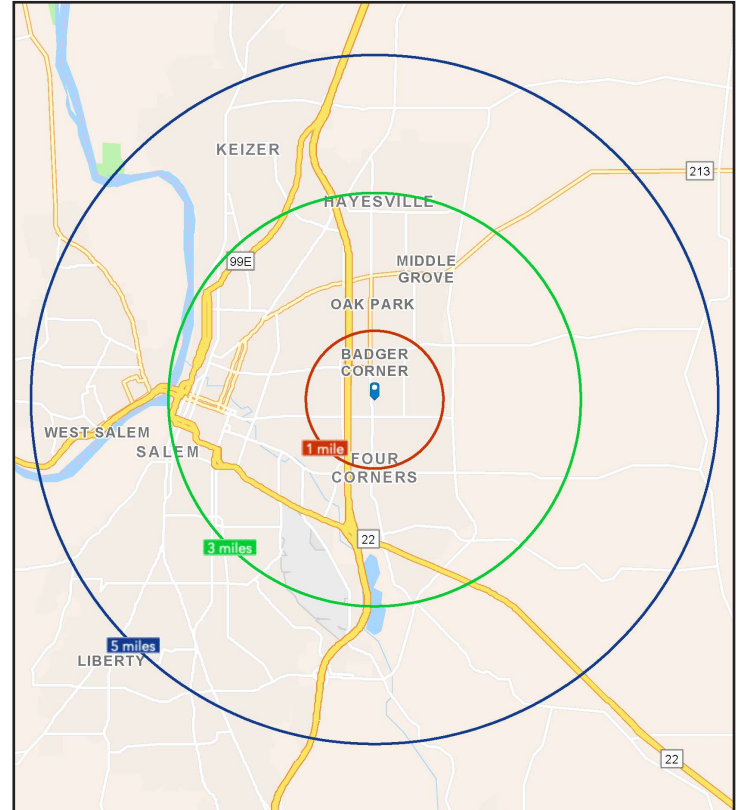 KEIZER
213
HAYESVILLE
99E
MIDDLE
GROVE
OAK PARK
BADGER
CORNER
WEST SALEM
SALEM
1 mile
FOUR
CORNERS
22
3 miles
5 miles
LIBERTY
22